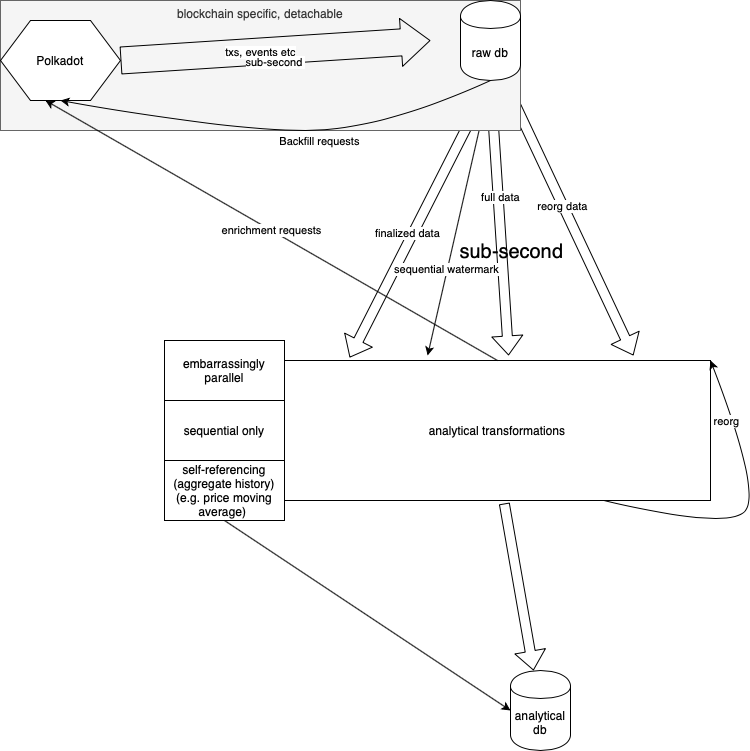 blockchain specific, detachable
Polkadot
txs, events etc
sub-second
raw db
Backfill requests
full data
reorg data
enrichment requests
finalized data
sub-second
sequential watermark
embarrassingly
parallel
sequential only
analytical transformations
reorg
self-referencing
(aggregate history)
(e.g. price moving
average)
analytical
db